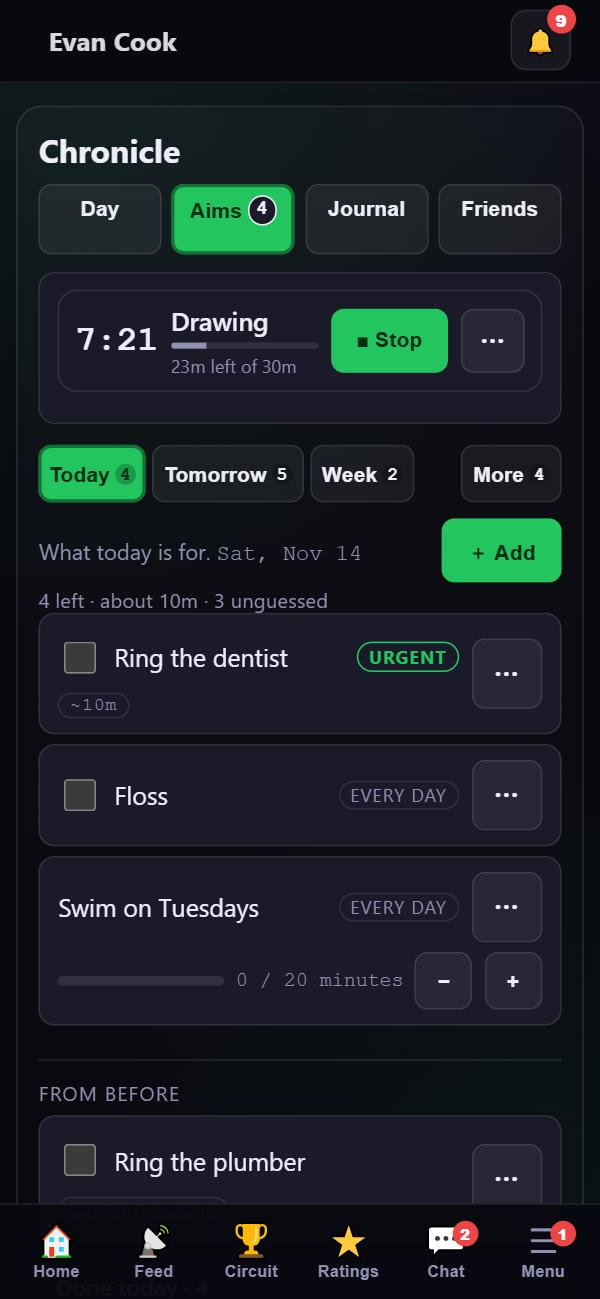 Evan Cook
9
Chronicle
Day
Aims 4
Journal
Friends
7:21
Drawing
23m left of 30m
■ Stop
...
Today 4
Tomorrow 5
Week 2
More 4
What today is for. Sat, Nov 14
+ Add
4 left · about 10m · 3 unguessed
Ring the dentist
URGENT
...
~10m
Floss
EVERY DAY
...
Swim on Tuesdays
EVERY DAY
...
0 / 20 minutes
−
+
FROM BEFORE
Ring the plumber
...
Done today · 4
Home
Feed
Circuit
Ratings
2
Chat
1
Menu